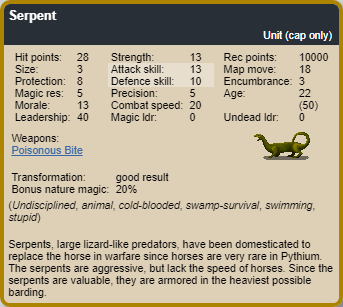 Serpent
Unit (cap only)
Hit points: 28 Strength: 13 Rec points: 10000
Size: 3 Attack skill: 13 Map move: 18
Protection: 8 Defence skill: 10 Encumbrance: 3
Magic res: 5 Precision: 5 Age: 22
Morale: 13 Combat speed: 20 (50)
Leadership: 40 Magic ldr: 0 Undead ldr: 0
Weapons:
Poisonous Bite
Transformation: good result
Bonus nature magic: 20%
(Undisciplined, animal, cold-blooded, swamp-survival, swimming,
stupid)
Serpents, large lizard-like predators, have been domesticated to
replace the horse in warfare since horses are very rare in Pythium.
The serpents are aggressive, but lack the speed of horses. Since the
serpents are valuable, they are armored in the heaviest possible
barding.